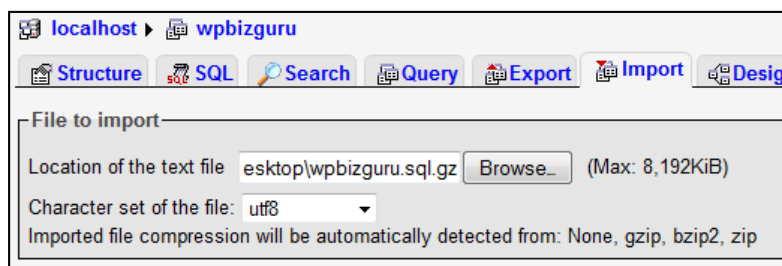 localhost wpbizguru
Structure SQL Search Query Export Import Desig
File to import
Location of the text file esktop\wpbizguru.sql.gz Browse_ (Max: 8,192KiB)
Character set of the file: utf8
Imported file compression will be automatically detected from: None, gzip, bzip2, zip